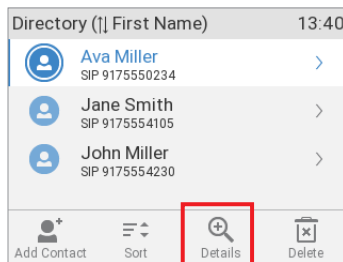 Directory (⇅ First Name) 13:40
Ava Miller
SIP 9175550234
Jane Smith
SIP 9175554105
John Miller
SIP 9175554230
Add Contact Sort Details Delete